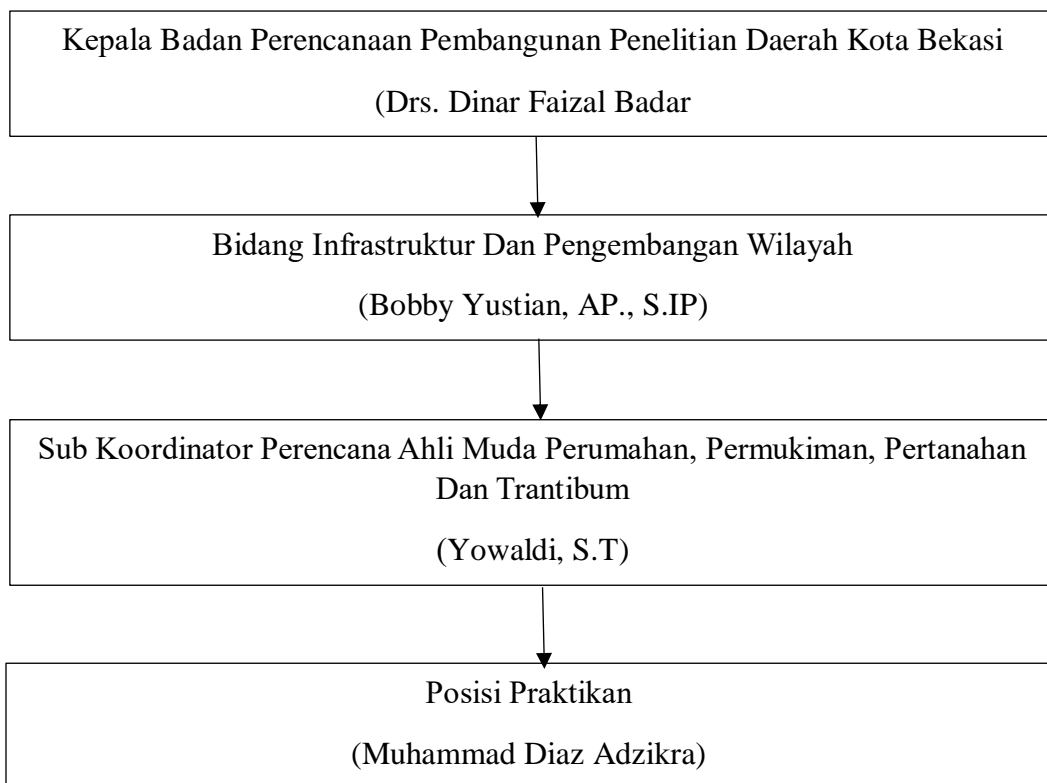 Kepala Badan Perencanaan Pembangunan Penelitian Daerah Kota Bekasi
(Drs. Dinar Faizal Badar
Bidang Infrastruktur Dan Pengembangan Wilayah
(Bobby Yustian, AP., S.IP)
Sub Koordinator Perencana Ahli Muda Perumahan, Permukiman, Pertanahan
Dan Trantibum
(Yowaldi, S.T)
Posisi Praktikan
(Muhammad Diaz Adzikra)